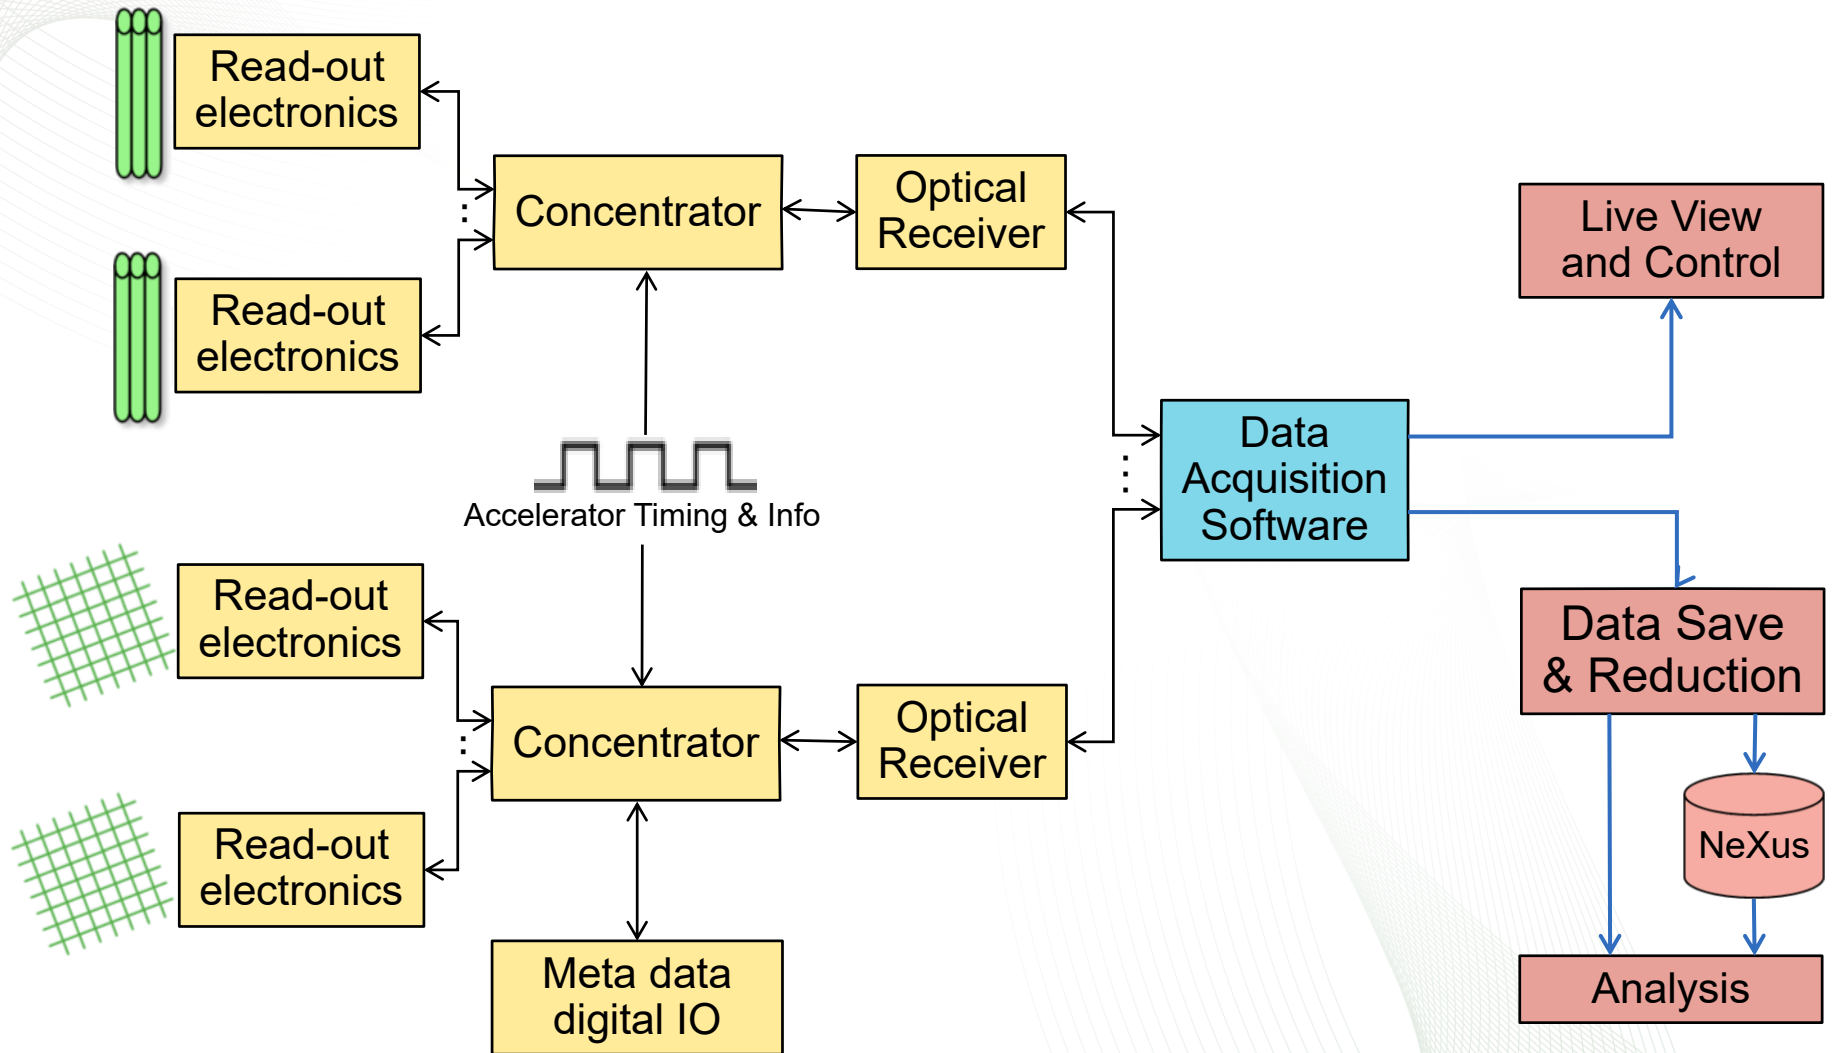 Read-out
electronics
Concentrator
Optical
Receiver
Live View
and Control
Read-out
electronics
Data
Acquisition
Software
Accelerator Timing & Info
Read-out
electronics
Data Save
& Reduction
Concentrator
Optical
Receiver
Read-out
electronics
NeXus
Meta data
digital IO
Analysis